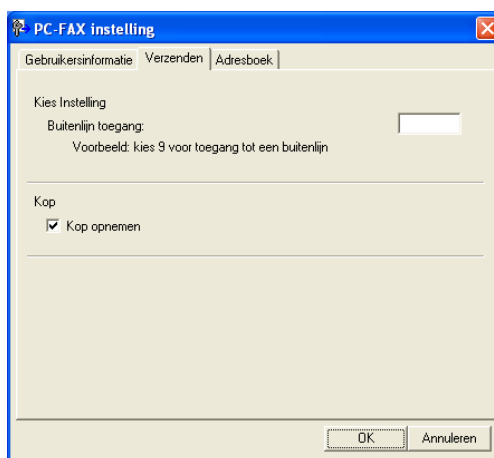 PC-FAX instelling
Gebruikersinformatie Verzenden Adresboek
Kies Instelling
Buitenlijn toegang:
Voorbeeld: kies 9 voor toegang tot een buitenlijn
Kop
Kop opnemen
OK Annuleren